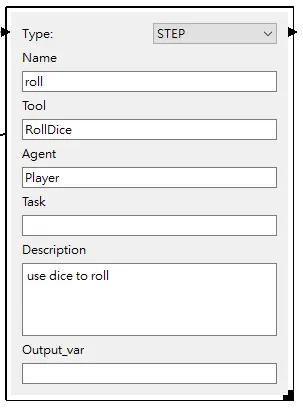 Type: STEP
Name
roll
Tool
RollDice
Agent
Player
Task
Description
use dice to roll
Output_var